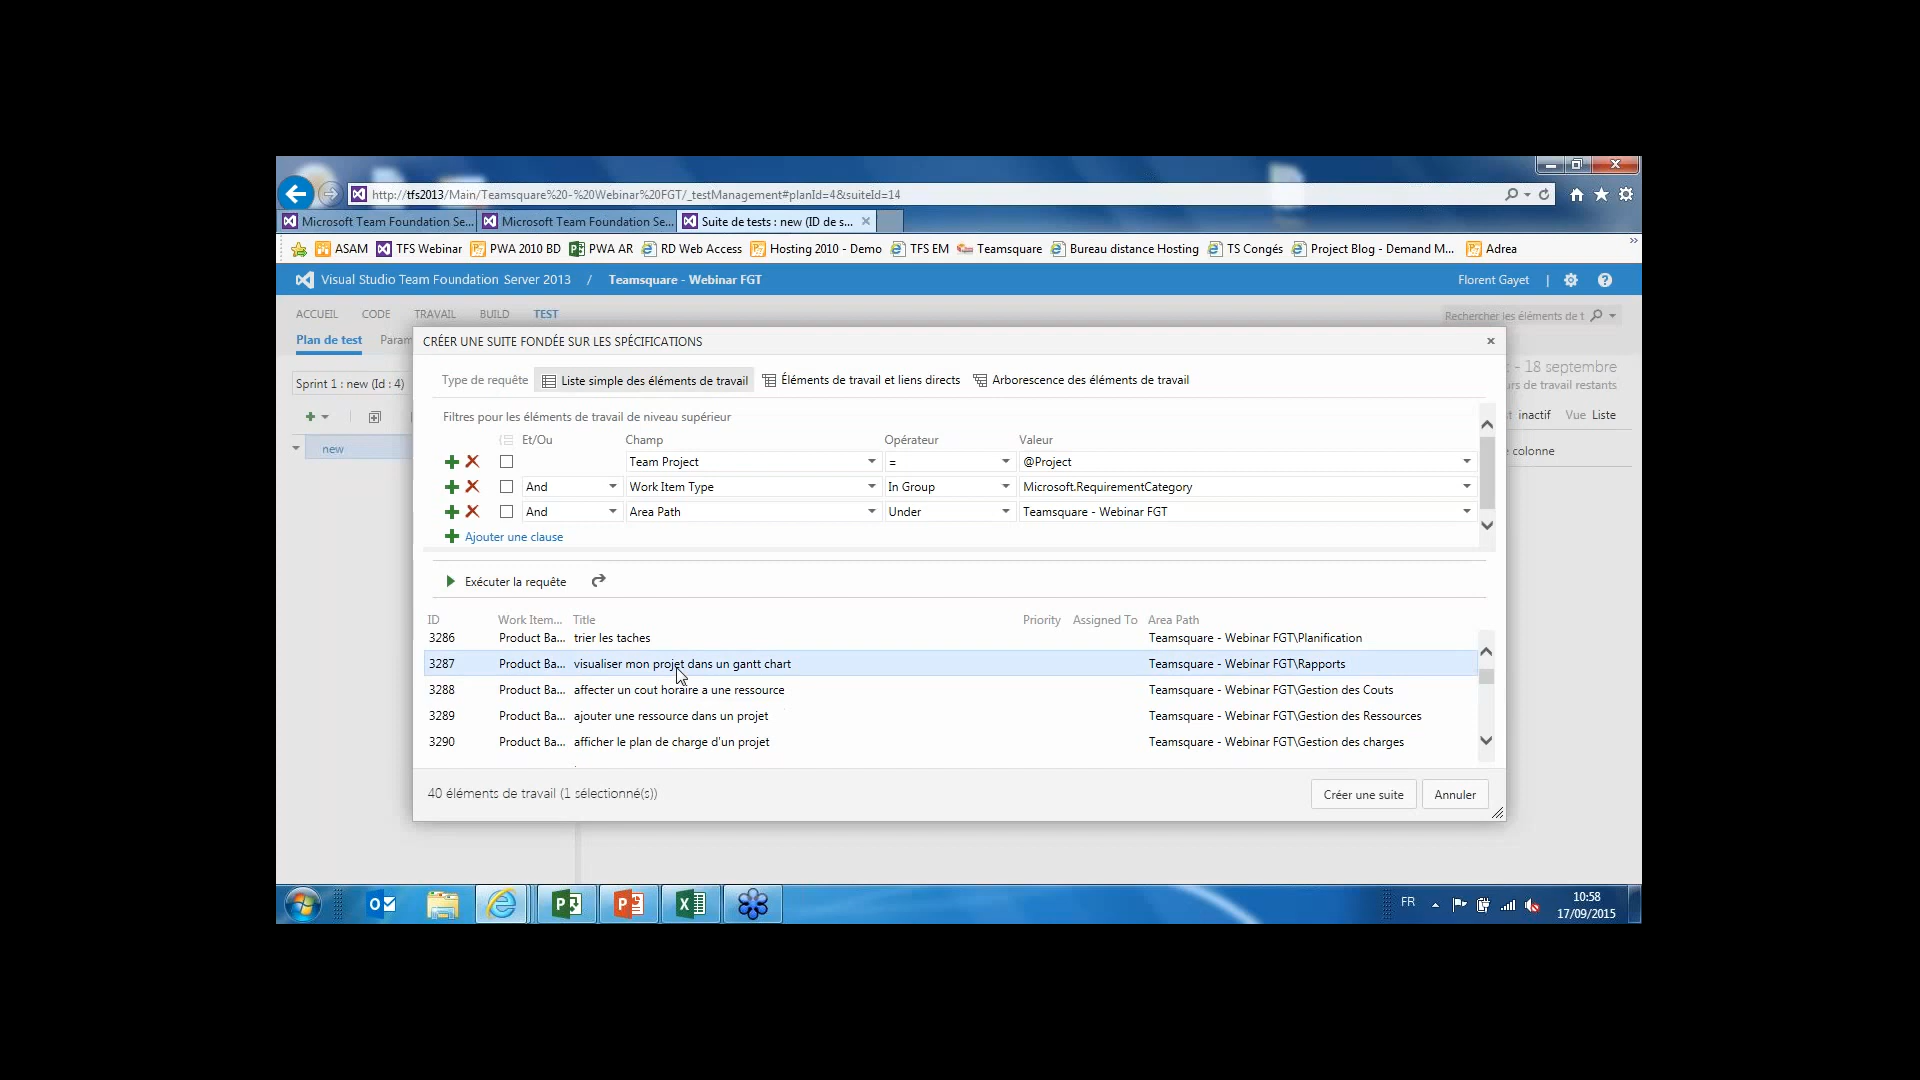 http://tfs2013/Main/Teamsquare%20-%20Webinar%20FGT/_testManagement#planId=4&suiteId=14
Microsoft Team Foundation Se... Microsoft Team Foundation Se... Suite de tests : new (ID de s...
ASAM TFS Webinar PWA 2010 BD PWA AR RD Web Access Hosting 2010 - Demo TFS EM Teamsquare Bureau distance Hosting TS Congés Project Blog - Demand M... Adrea
Visual Studio Team Foundation Server 2013 / Teamsquare - Webinar FGT Florent Gayet |
ACCUEIL CODE TRAVAIL BUILD TEST Rechercher les éléments de t
Plan de test Param
CRÉER UNE SUITE FONDÉE SUR LES SPÉCIFICATIONS
- 18 septembre
Sprint 1 : new (Id : 4) Type de requête Liste simple des éléments de travail Éléments de travail et liens directs Arborescence des éléments de travail rs de travail restants
Filtres pour les éléments de travail de niveau supérieur inactif Vue Liste
Et/Ou Champ Opérateur Valeur
new colonne
Team Project = @Project
And Work Item Type In Group Microsoft.RequirementCategory
And Area Path Under Teamsquare - Webinar FGT
Ajouter une clause
Exécuter la requête
ID Work Item... Title Priority Assigned To Area Path
3286 Product Ba... trier les taches Teamsquare - Webinar FGT\Planification
3287 Product Ba... visualiser mon projet dans un gantt chart Teamsquare - Webinar FGT\Rapports
3288 Product Ba... affecter un cout horaire a une ressource Teamsquare - Webinar FGT\Gestion des Couts
3289 Product Ba... ajouter une ressource dans un projet Teamsquare - Webinar FGT\Gestion des Ressources
3290 Product Ba... afficher le plan de charge d'un projet Teamsquare - Webinar FGT\Gestion des charges
40 éléments de travail (1 sélectionné(s)) Créer une suite Annuler
FR 10:58
17/09/2015